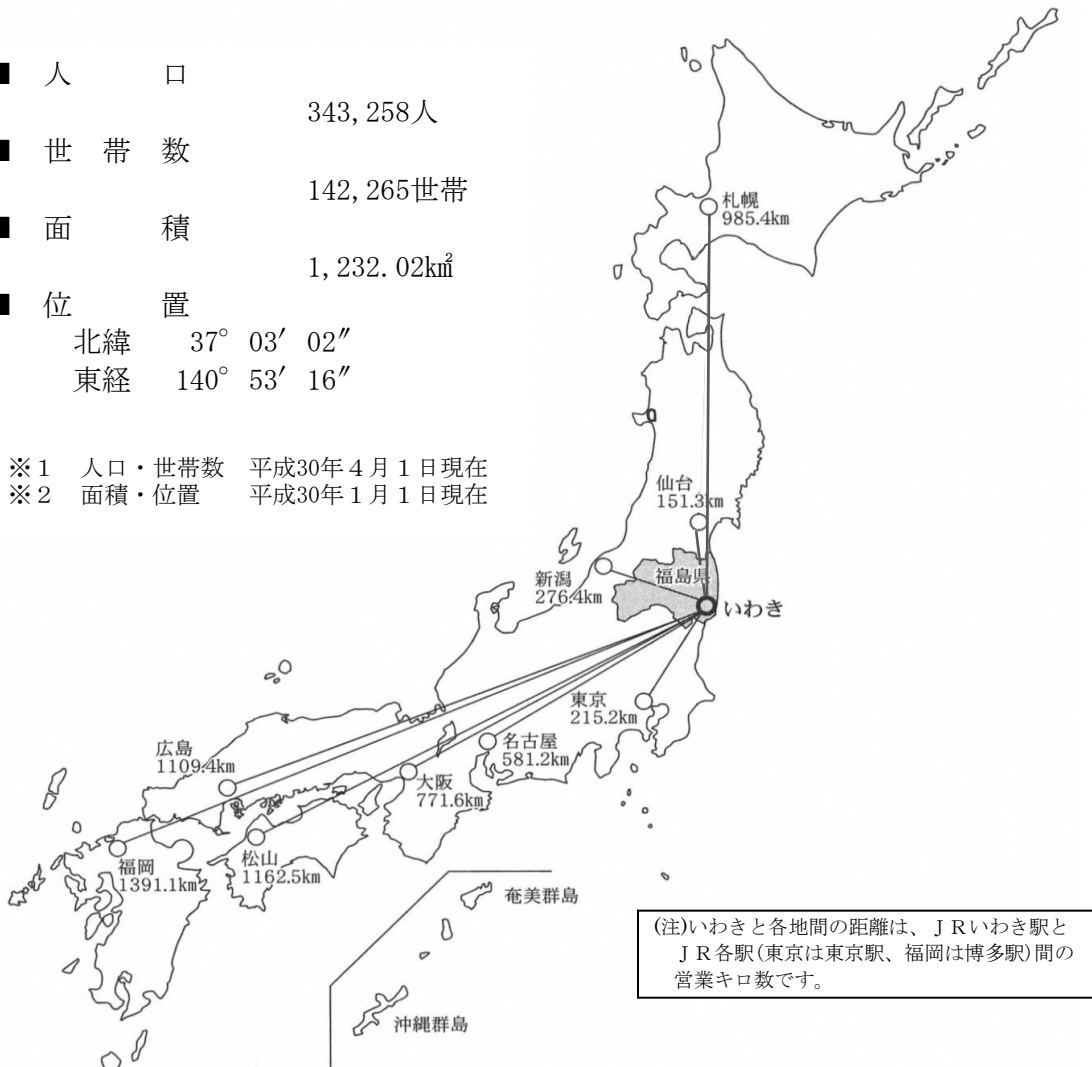 ■ 人　　　口
343,258人
■ 世　帯　数
142,265世帯
■ 面　　　積
1,232.02㎢
■ 位　　　置
北緯　37° 03′ 02″
東経　140° 53′ 16″
※１　人口・世帯数　平成30年４月１日現在
※２　面積・位置　　平成30年１月１日現在
札幌
985.4km
仙台
151.3km
新潟
276.4km
福島県
いわき
東京
215.2km
名古屋
581.2km
大阪
771.6km
広島
1109.4km
松山
1162.5km
福岡
1391.1km
奄美群島
沖縄群島
(注)いわきと各地間の距離は、ＪＲいわき駅と
ＪＲ各駅(東京は東京駅、福岡は博多駅)間の
営業キロ数です。